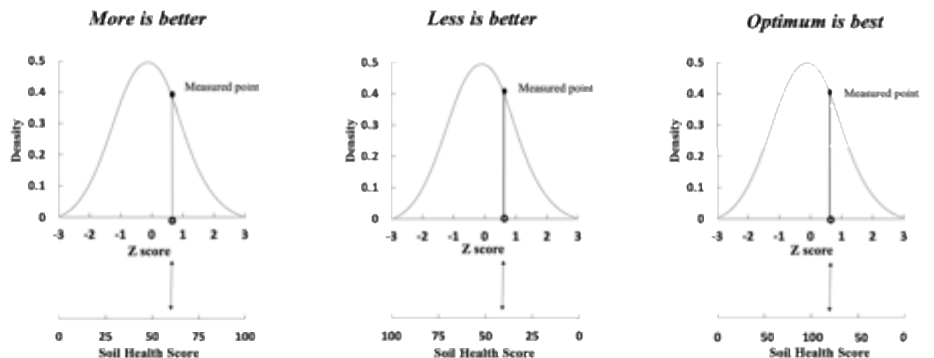 More is better
0.5
0.4
0.3
0.2
0.1
0
Density
Measured point
-3 -2 -1 0 1 2 3
Z score
0 25 50 75 100
Soil Health Score
Less is better
0.5
0.4
0.3
0.2
0.1
0
Density
Measured point
-3 -2 -1 0 1 2 3
Z score
100 75 50 25 0
Soil Health Score
Optimum is best
0.5
0.4
0.3
0.2
0.1
0
Density
Measured point
-3 -2 -1 0 1 2 3
Z score
0 50 100 50 0
Soil Health Score